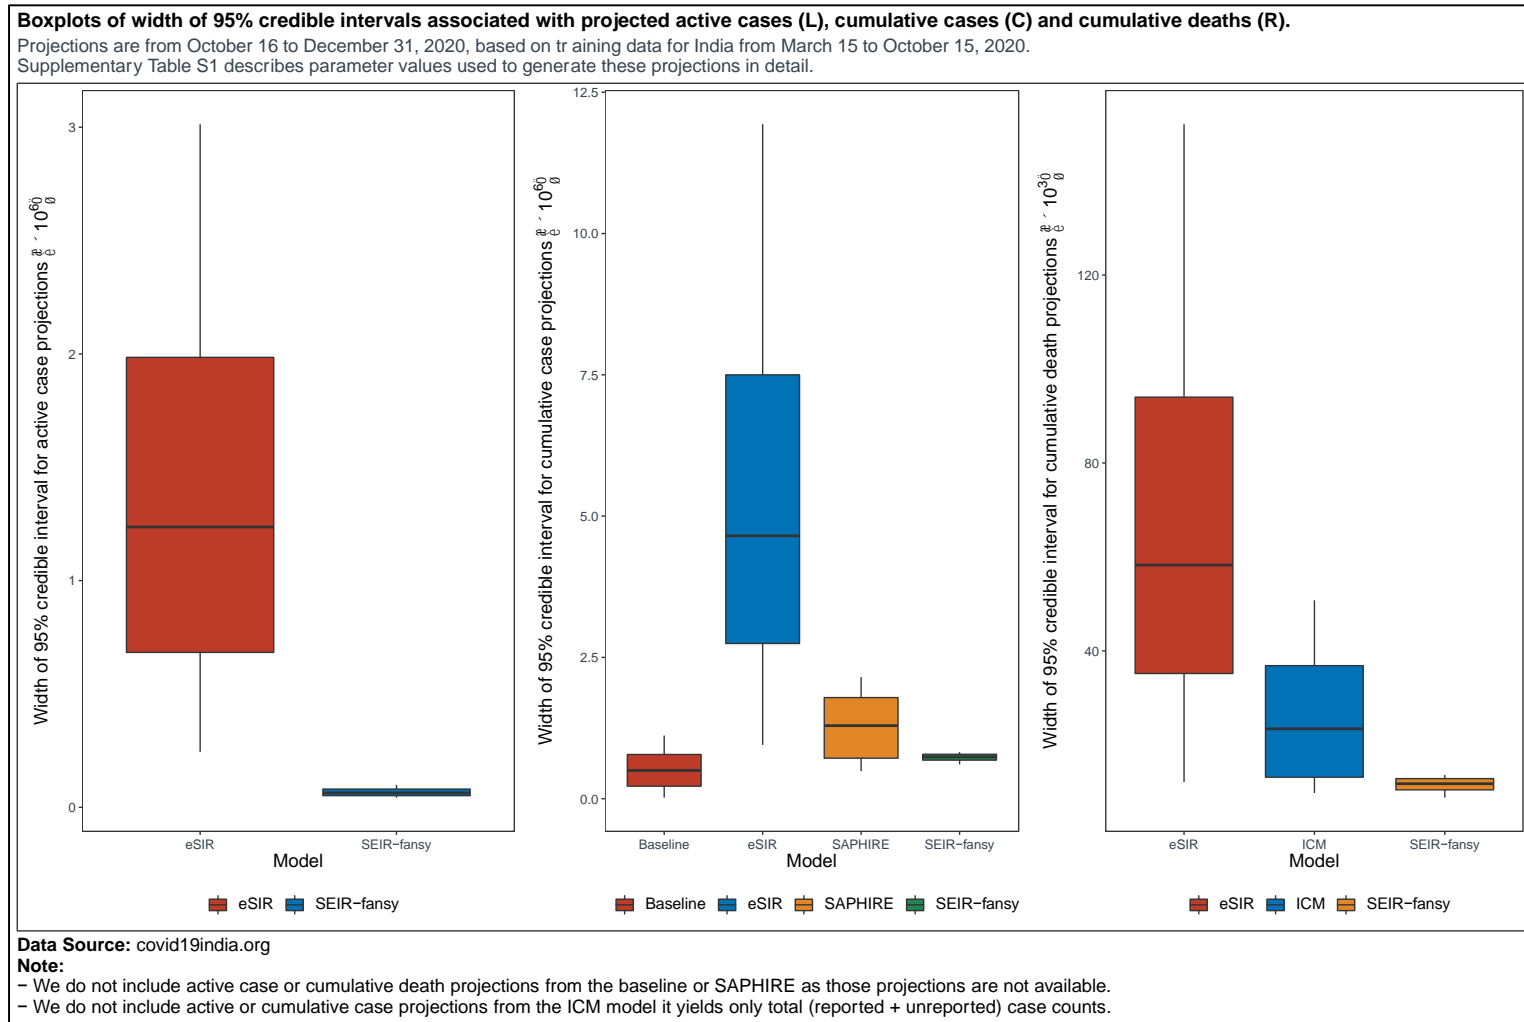 Boxplots of width of 95% credible intervals associated with projected active cases (L), cumulative cases (C) and cumulative deaths (R).
Projections are from October 16 to December 31, 2020, based on tr aining data for India from March 15 to October 15, 2020.
Supplementary Table S1 describes parameter values used to generate these projections in detail.
Width of 95% credible interval for active case projections æ è ´ 10⁶ ö ø
3
2
1
0
eSIR SEIR−fansy
Model
eSIR SEIR−fansy
Width of 95% credible interval for cumulative case projections æ è ´ 10⁶ ö ø
12.5
10.0
7.5
5.0
2.5
0.0
Baseline eSIR SAPHIRE SEIR−fansy
Model
Baseline eSIR SAPHIRE SEIR−fansy
Width of 95% credible interval for cumulative death projections æ è ´ 10³ ö ø
120
80
40
eSIR ICM SEIR−fansy
Model
eSIR ICM SEIR−fansy
Data Source: covid19india.org
Note:
− We do not include active case or cumulative death projections from the baseline or SAPHIRE as those projections are not available.
− We do not include active or cumulative case projections from the ICM model it yields only total (reported + unreported) case counts.